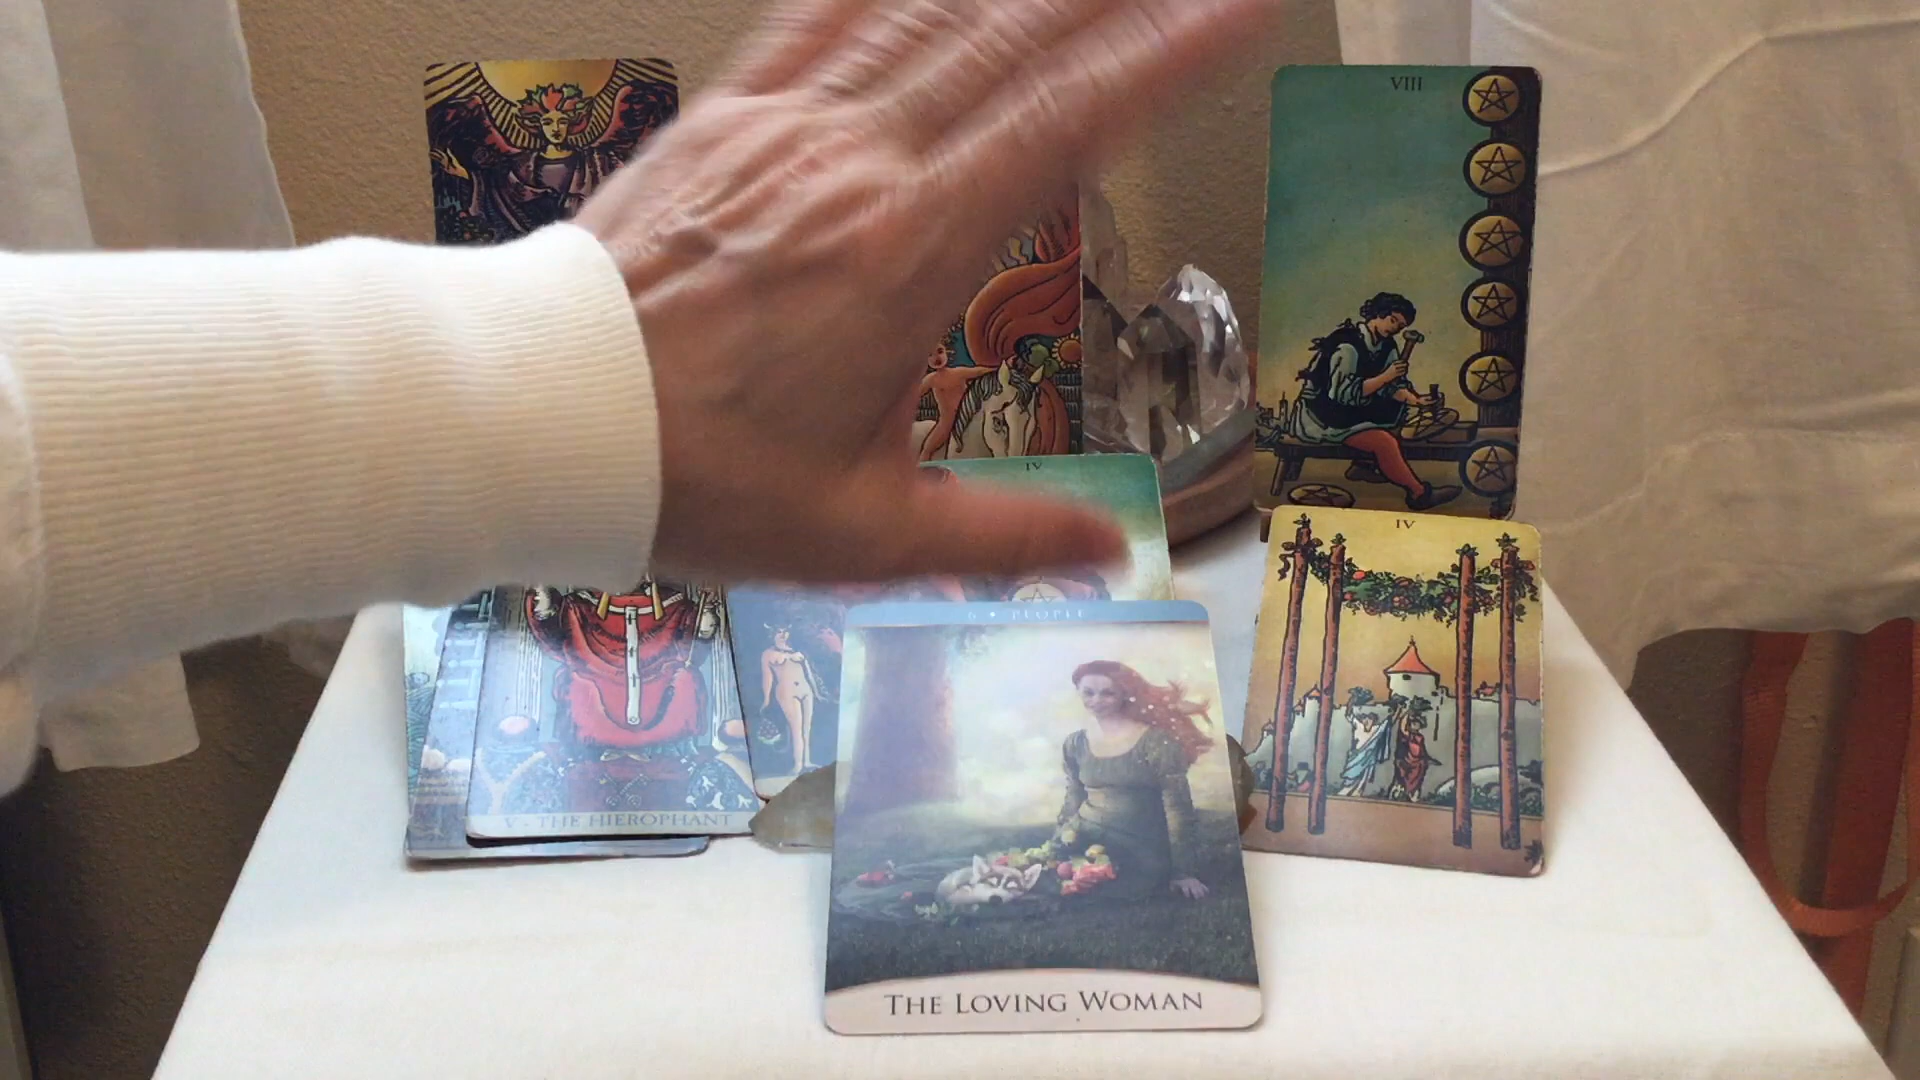 VIII
IV
IV
6 • PEOPLE
V - THE HIEROPHANT
THE LOVING WOMAN